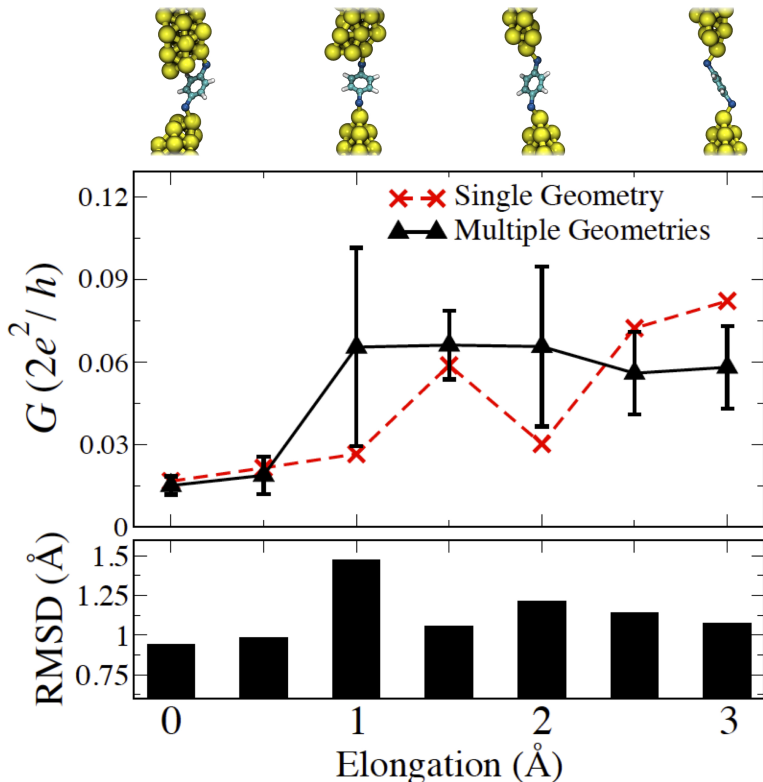 Single Geometry
Multiple Geometries
G (2e²/ h)
0.12
0.09
0.06
0.03
0
RMSD (Å)
1.5
1.25
1
0.75
0 1 2 3
Elongation (Å)